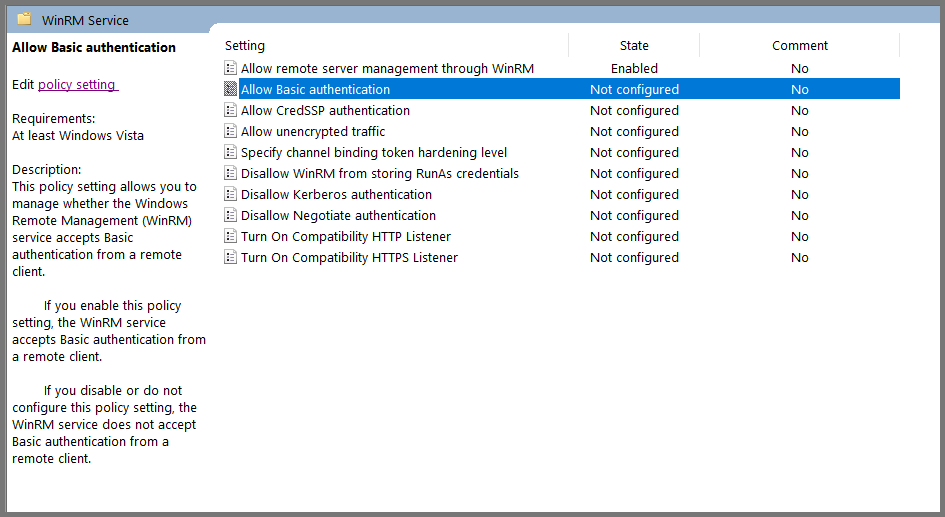 WinRM Service
Allow Basic authentication
Edit policy setting
Requirements:
At least Windows Vista
Description:
This policy setting allows you to
manage whether the Windows
Remote Management (WinRM)
service accepts Basic
authentication from a remote
client.
If you enable this policy
setting, the WinRM service
accepts Basic authentication from
a remote client.
If you disable or do not
configure this policy setting, the
WinRM service does not accept
Basic authentication from a
remote client.
Setting State Comment
Allow remote server management through WinRM Enabled No
Allow Basic authentication Not configured No
Allow CredSSP authentication Not configured No
Allow unencrypted traffic Not configured No
Specify channel binding token hardening level Not configured No
Disallow WinRM from storing RunAs credentials Not configured No
Disallow Kerberos authentication Not configured No
Disallow Negotiate authentication Not configured No
Turn On Compatibility HTTP Listener Not configured No
Turn On Compatibility HTTPS Listener Not configured No